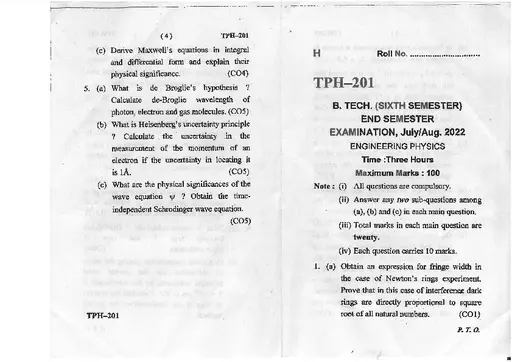 ( 4 ) TPH–201
(c) Derive Maxwell's equations in integral
and differential form and explain their
physical significance. (CO4)
5. (a) What is de Broglie's hypothesis ?
Calculate de-Broglie wavelength of
photon, electron and gas molecules. (CO5)
(b) What is Heisenberg's uncertainty principle
? Calculate the uncertainty in the
measurement of the momentum of an
electron if the uncertainty in locating it
is 1Å. (CO5)
(c) What are the physical significances of the
wave equation ψ ? Obtain the time-
independent Schrodinger wave equation.
(CO5)
TPH–201
H Roll No. ..............................
TPH–201
B. TECH. (SIXTH SEMESTER)
END SEMESTER
EXAMINATION, July/Aug. 2022
ENGINEERING PHYSICS
Time : Three Hours
Maximum Marks : 100
Note : (i) All questions are compulsory.
(ii) Answer any two sub-questions among
(a), (b) and (c) in each main question.
(iii) Total marks in each main question are
twenty.
(iv) Each question carries 10 marks.
1. (a) Obtain an expression for fringe width in
the case of Newton's rings experiment.
Prove that in this case of interference dark
rings are directly proportional to square
root of all natural numbers. (CO1)
P. T. O.